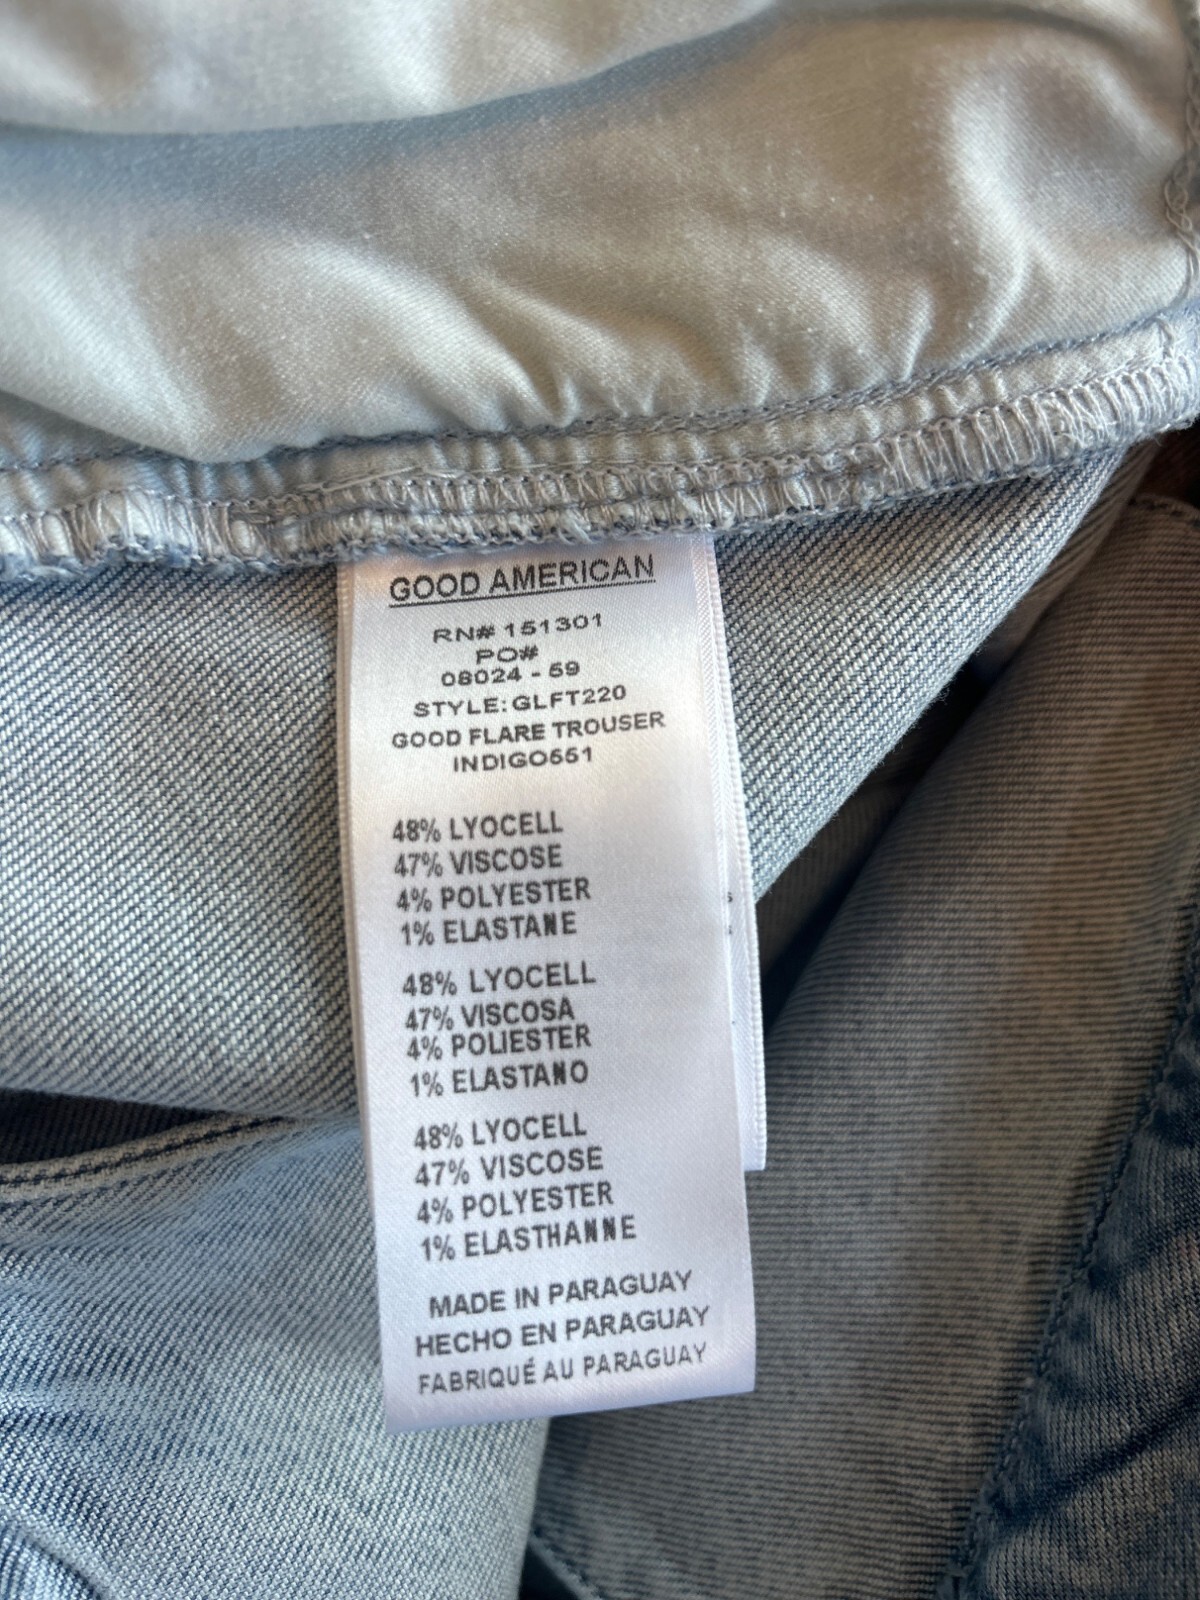 GOOD AMERICAN
RN# 151301
PO#
08024 - 59
STYLE:GLFT220
GOOD FLARE TROUSER
INDIGO551
48% LYOCELL
47% VISCOSE
4% POLYESTER
1% ELASTANE
48% LYOCELL
47% VISCOSA
4% POLIESTER
1% ELASTANO
48% LYOCELL
47% VISCOSE
4% POLYESTER
1% ELASTHANNE
MADE IN PARAGUAY
HECHO EN PARAGUAY
FABRIQUÉ AU PARAGUAY